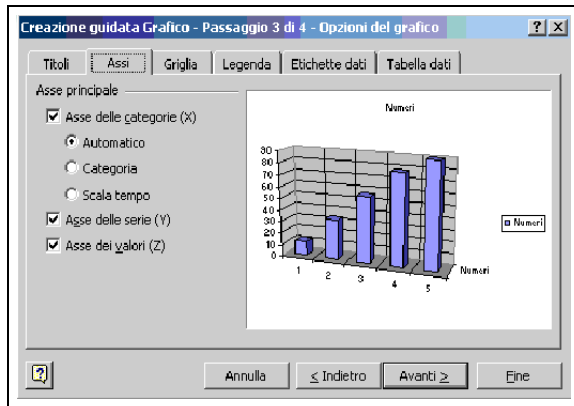 Creazione guidata Grafico - Passaggio 3 di 4 - Opzioni del grafico
Titoli Assi Griglia Legenda Etichette dati Tabella dati
Asse principale
Asse delle categorie (X)
Automatico
Categoria
Scala tempo
Asse delle serie (Y)
Asse dei valori (Z)
Numeri
90
80
70
60
50
40
30
20
10
0
1 2 3 4 5
Numeri
Numeri
Annulla < Indietro Avanti > Fine